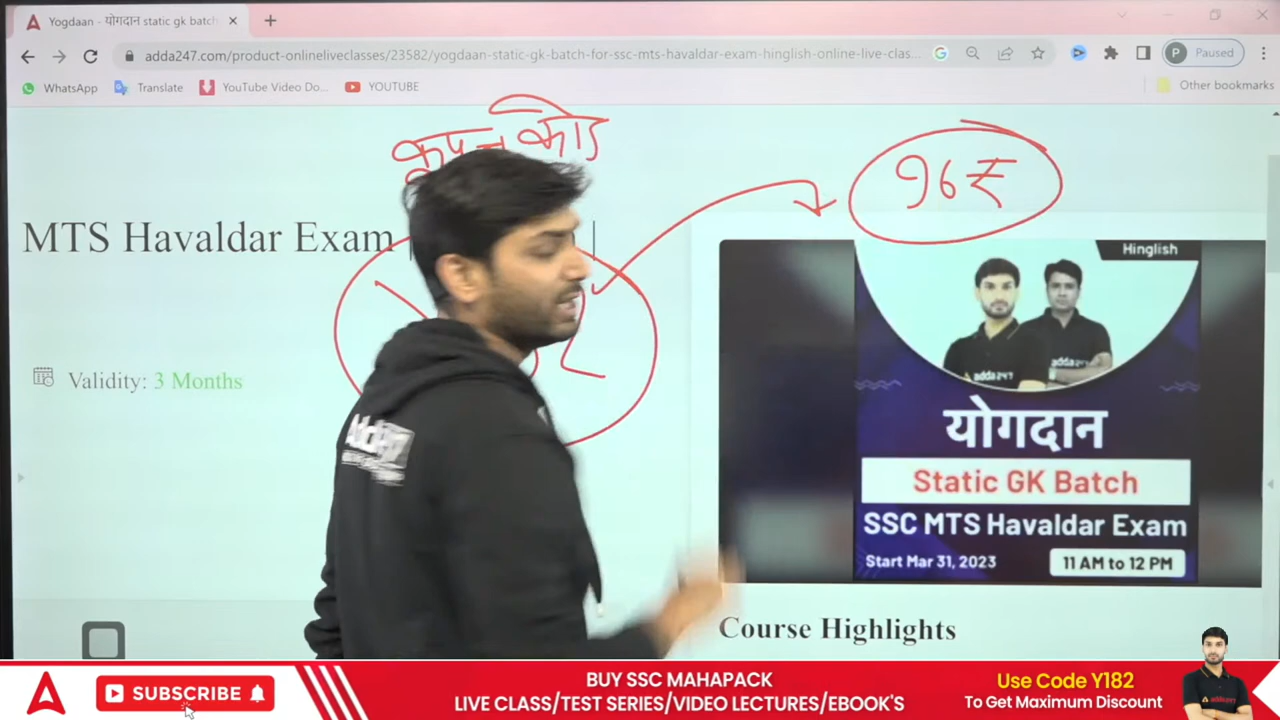 Yogdaan - योगदान static gk batch
adda247.com/product-onlineliveclasses/23582/yogdaan-static-gk-batch-for-ssc-mts-havaldar-exam-hinglish-online-live-clas...
P Paused
WhatsApp
Translate
YouTube Video Do...
YOUTUBE
Other bookmarks
कूपन कोड
96₹
MTS Havaldar Exam
Validity: 3 Months
Hinglish
adda247
adda247
योगदान
Static GK Batch
SSC MTS Havaldar Exam
Start Mar 31, 2023
11 AM to 12 PM
Course Highlights
SUBSCRIBE
BUY SSC MAHAPACK
LIVE CLASS/TEST SERIES/VIDEO LECTURES/EBOOK'S
Use Code Y182
To Get Maximum Discount